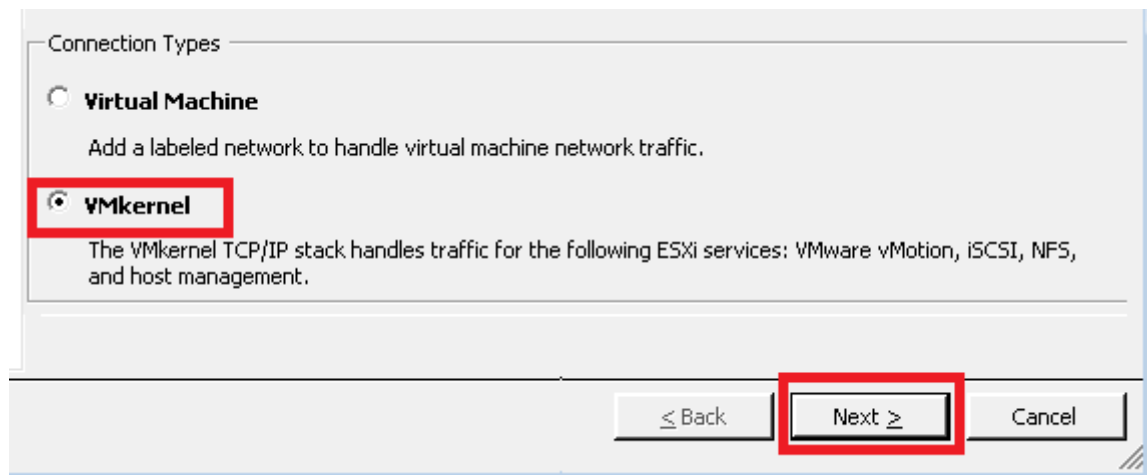 Connection Types
Virtual Machine
Add a labeled network to handle virtual machine network traffic.
VMkernel
The VMkernel TCP/IP stack handles traffic for the following ESXi services: VMware vMotion, iSCSI, NFS,
and host management.
≤ Back Next ≥ Cancel